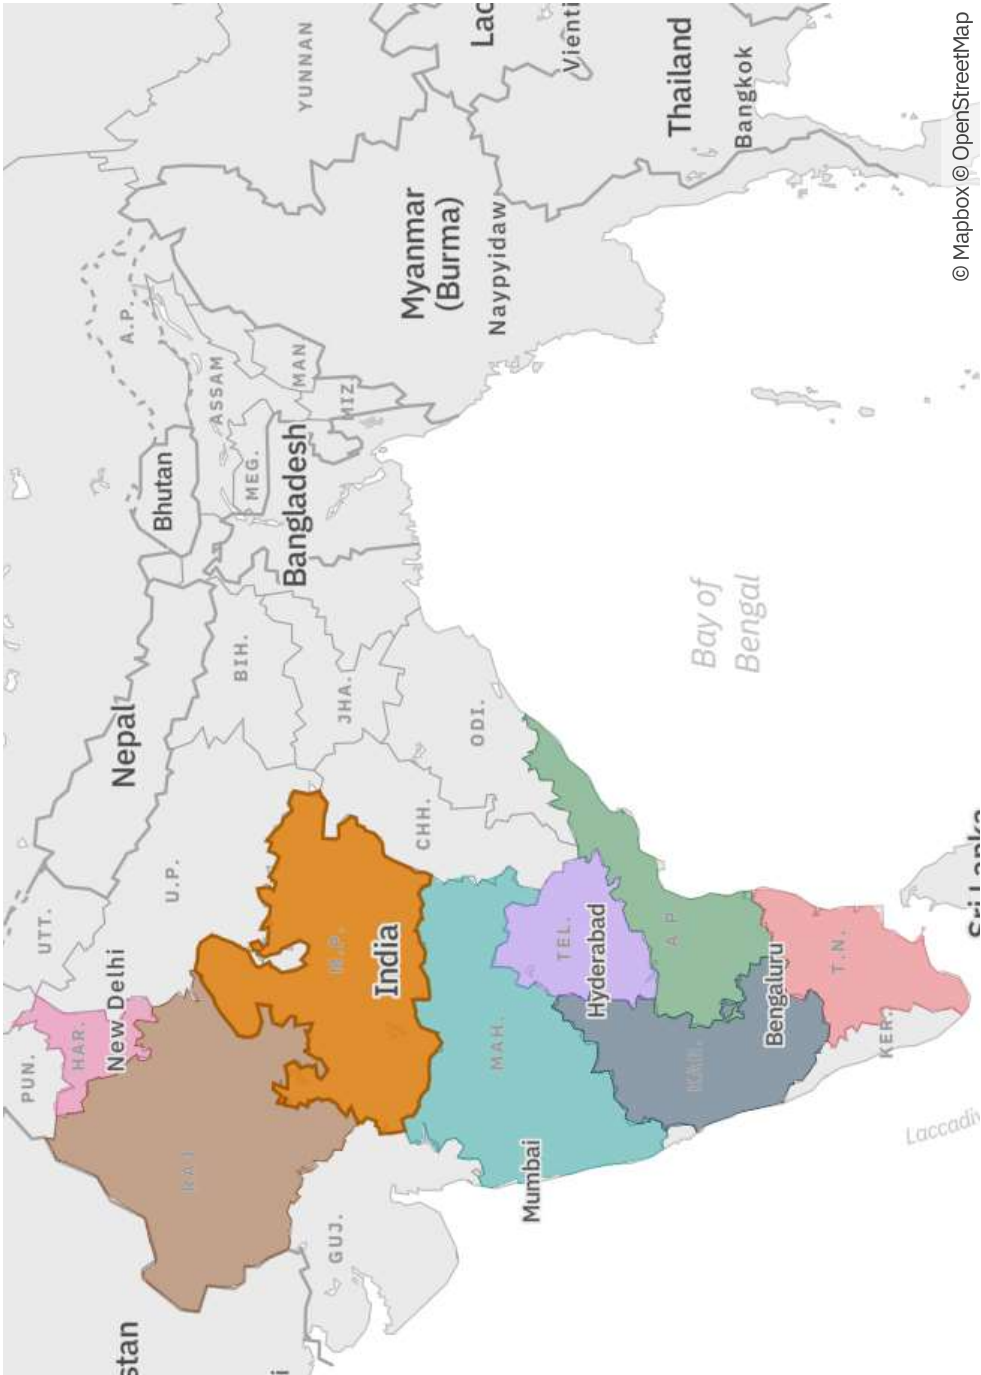 YUNNAN
Lao
Vienti
Thailand
Bangkok
© Mapbox © OpenStreetMap
Myanmar
(Burma)
Naypyidaw
A.P.
ASSAM
MAN
MIZ.
MEG.
Bhutan
Bangladesh
Nepal
BIH.
JHA.
ODI.
Bay of
Bengal
U.P.
CHH.
UTT.
PUN.
HAR.
New Delhi
M.P.
India
RAJ.
GUJ.
MAH.
Mumbai
TEL.
Hyderabad
A.P.
KAR.
Bengaluru
T.N.
KER.
Sri Lanka
Laccadiv
stan
i